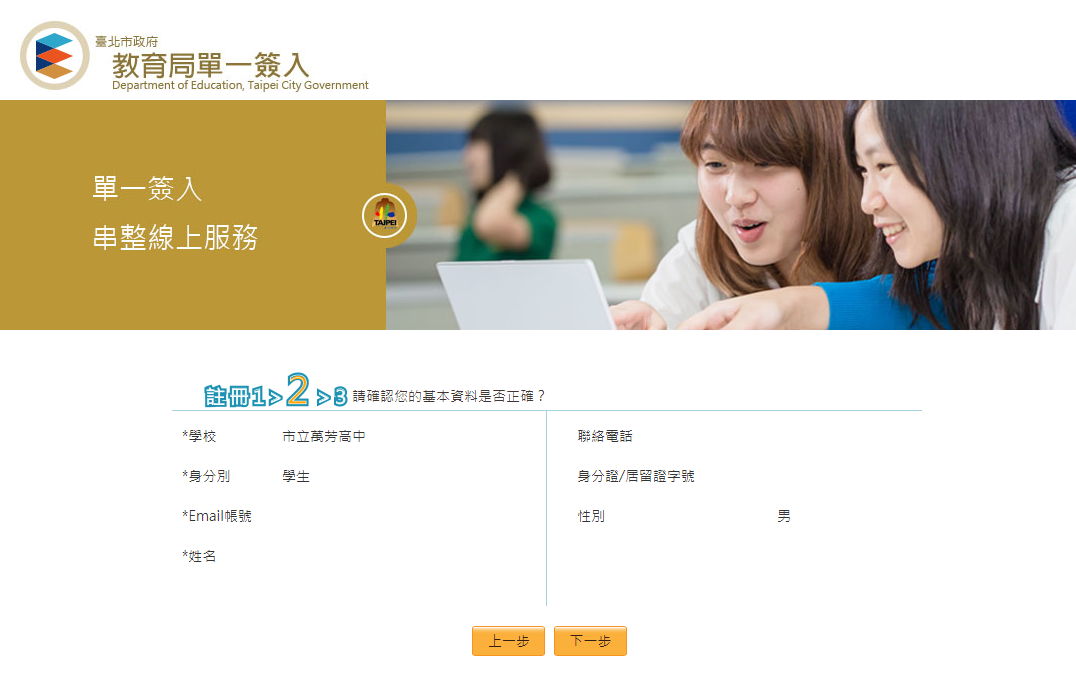 臺北市政府
教育局單一簽入
Department of Education, Taipei City Government
單一簽入
串整線上服務
TAIPEI
註冊1>2>3 請確認您的基本資料是否正確？
*學校 市立萬芳高中
*身分別 學生
*Email帳號
*姓名
聯絡電話
身分證/居留證字號
性別 男
上一步 下一步